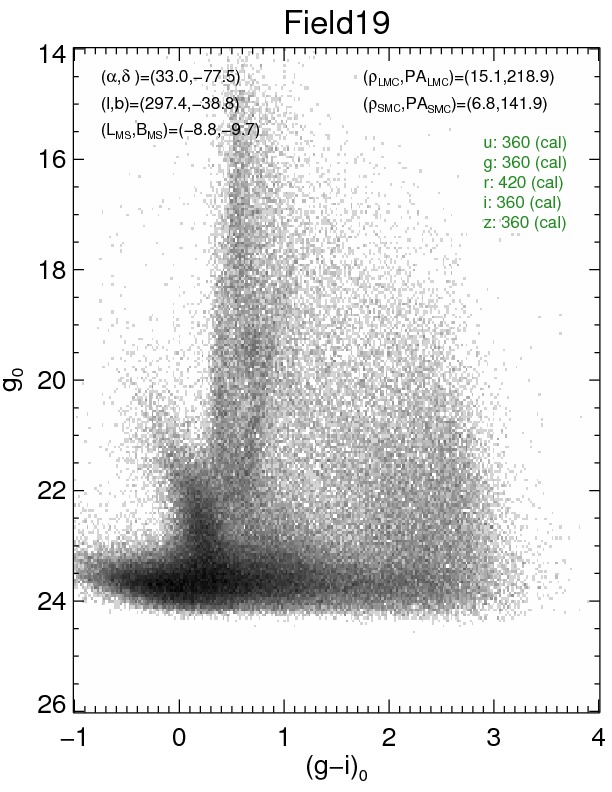 Field19
(α,δ )=(33.0,−77.5)
(l,b)=(297.4,−38.8)
(LMS,BMS)=(−8.8,−9.7)
(ρLMC,PALMC)=(15.1,218.9)
(ρSMC,PASMC)=(6.8,141.9)
u: 360 (cal)
g: 360 (cal)
r: 420 (cal)
i: 360 (cal)
z: 360 (cal)
14
16
18
20
22
24
26
g0
−1 0 1 2 3 4
(g−i)0